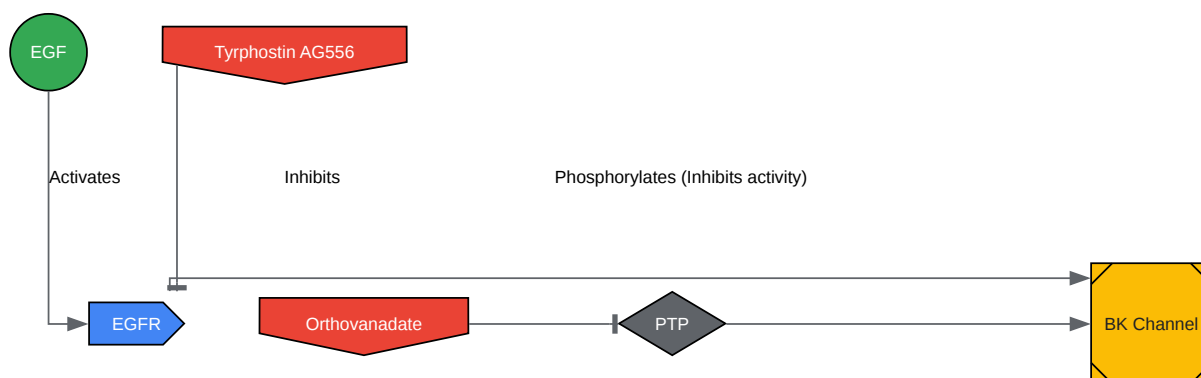 EGF
Tyrphostin AG556
Activates
Inhibits
Phosphorylates (Inhibits activity)
EGFR
Orthovanadate
PTP
BK Channel